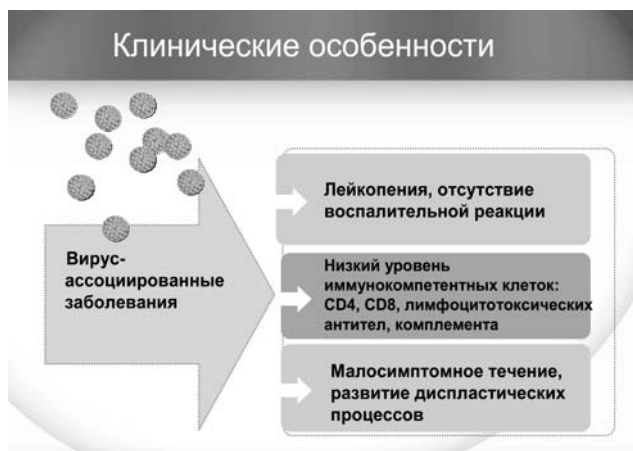 Клинические особенности
Вирус-
ассоциированные
заболевания
Лейкопения, отсутствие
воспалительной реакции
Низкий уровень
иммунокомпетентных клеток:
CD4, CD8, лимфоцитотоксических
антител, комплемента
Малосимптомное течение,
развитие диспластических
процессов